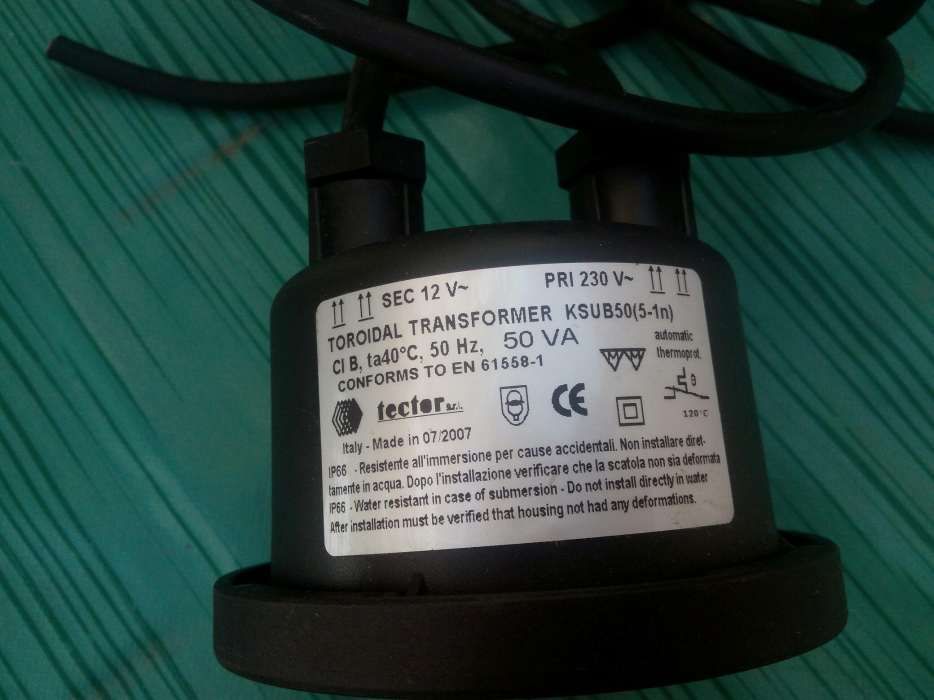 SEC 12 V~ PRI 230 V~
TOROIDAL TRANSFORMER KSUB50(5-1n)
Cl B, ta40°C, 50 Hz, 50 VA
automatic
thermoprot.
CONFORMS TO EN 61558-1
tector s.r.l.
CE
θ
120°C
Italy - Made in 07/2007
IP66 - Resistente all'immersione per cause accidentali. Non installare diret-
tamente in acqua. Dopo l'installazione verificare che la scatola non sia deformata
IP66 - Water resistant in case of submersion - Do not install directly in water
After installation must be verified that housing not had any deformations.